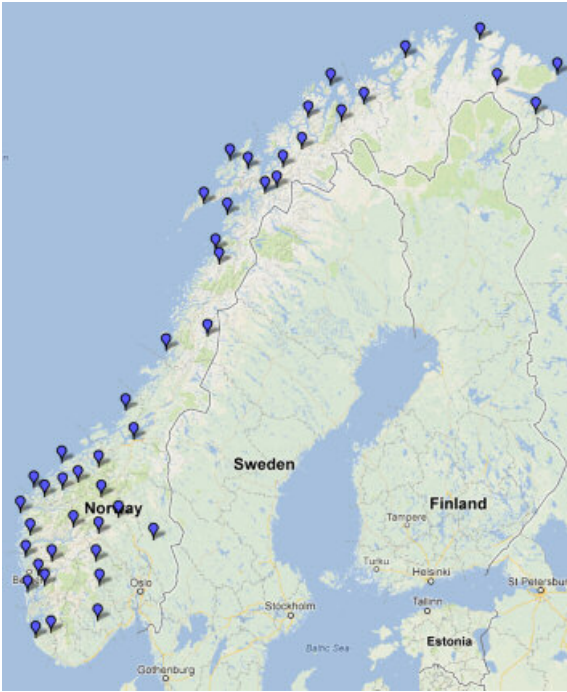 Sweden
Norway
Finland
Tampere
Turku
Helsinki
Oslo
St Petersburg
Stockholm
Tallinn
Estonia
Baltic Sea
Gothenburg